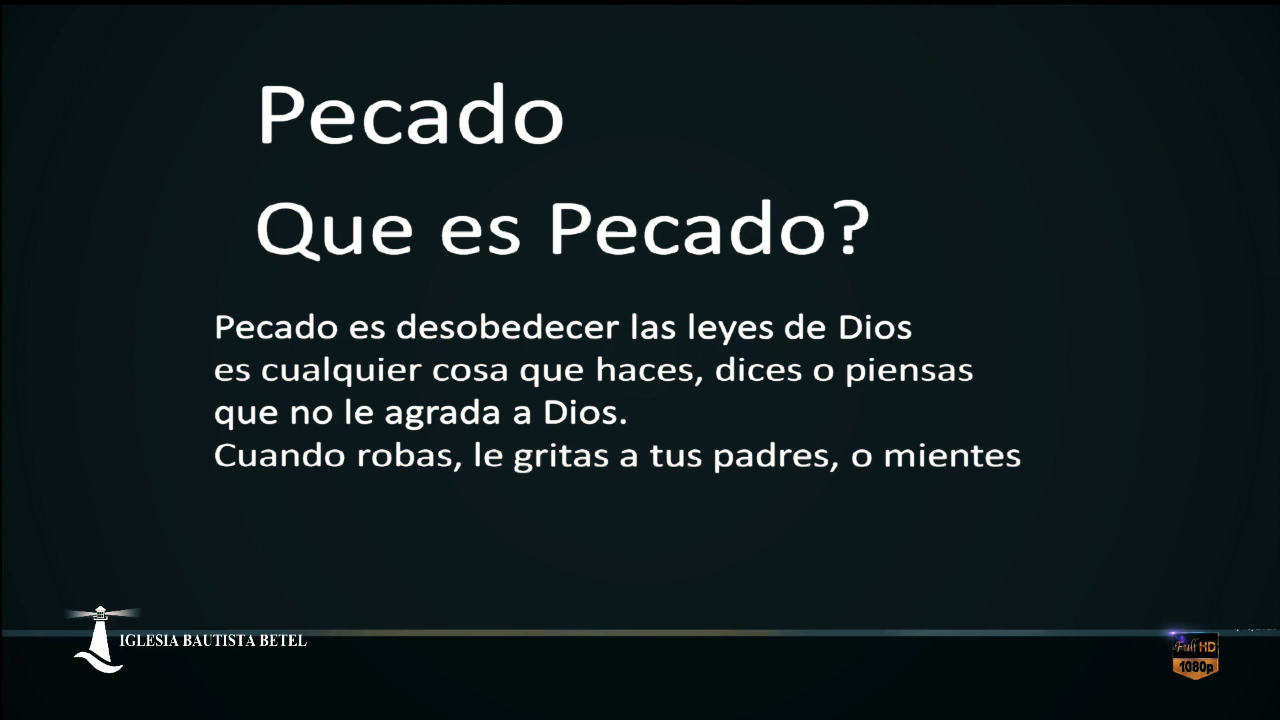 Pecado
Que es Pecado?
Pecado es desobedecer las leyes de Dios
es cualquier cosa que haces, dices o piensas
que no le agrada a Dios.
Cuando robas, le gritas a tus padres, o mientes
IGLESIA BAUTISTA BETEL
Full HD
1080p